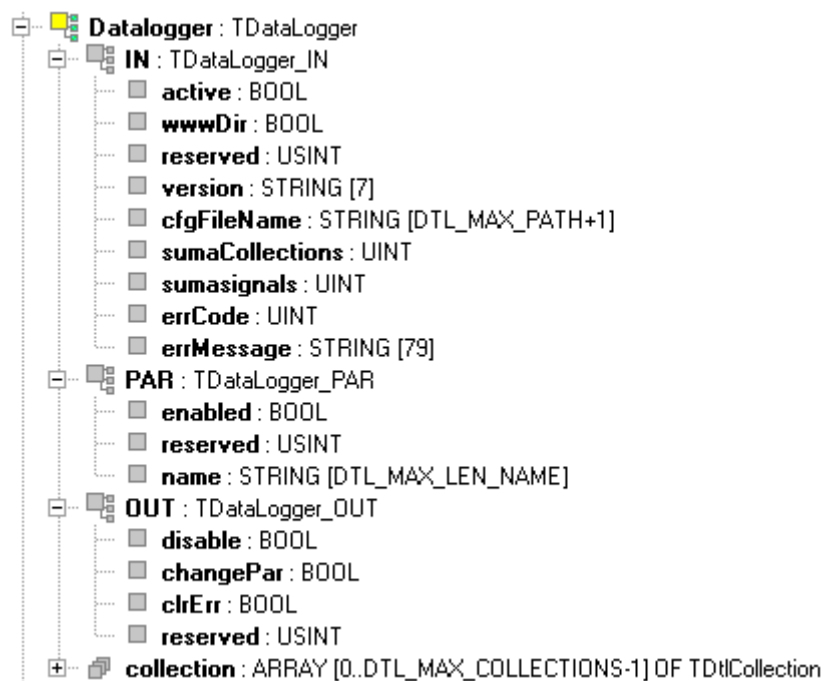 Datalogger : TDataLogger
IN : TDataLogger_IN
active : BOOL
wwwDir : BOOL
reserved : USINT
version : STRING [7]
cfgFileName : STRING [DTL_MAX_PATH+1]
sumaCollections : UINT
sumasignals : UINT
errCode : UINT
errMessage : STRING [79]
PAR : TDataLogger_PAR
enabled : BOOL
reserved : USINT
name : STRING [DTL_MAX_LEN_NAME]
OUT : TDataLogger_OUT
disable : BOOL
changePar : BOOL
clrErr : BOOL
reserved : USINT
collection : ARRAY [0..DTL_MAX_COLLECTIONS-1] OF TDtlCollection